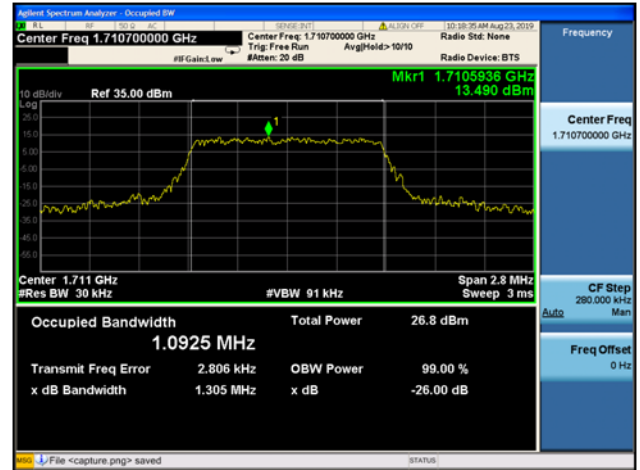 Agilent Spectrum Analyzer - Occupied BW
RL RF 50 Ω AC SENSE:INT ALIGN OFF 10:18:35 AM Aug 23, 2019
Center Freq 1.710700000 GHz Center Freq: 1.710700000 GHz Radio Std: None
Trig: Free Run Avg|Hold:>10/10
#IFGain:Low #Atten: 20 dB Radio Device: BTS
Mkr1 1.7105936 GHz
10 dB/div Ref 35.00 dBm 13.490 dBm
Log
25.0
15.0
5.00
-5.00
-15.0
-25.0
-35.0
-45.0
-55.0
1
Center 1.711 GHz Span 2.8 MHz
#Res BW 30 kHz #VBW 91 kHz Sweep 3 ms
Occupied Bandwidth Total Power 26.8 dBm
1.0925 MHz
Transmit Freq Error 2.806 kHz OBW Power 99.00 %
x dB Bandwidth 1.305 MHz x dB -26.00 dB
MSG File <capture.png> saved STATUS
Frequency
Center Freq
1.710700000 GHz
CF Step
280.000 kHz
Auto Man
Freq Offset
0 Hz